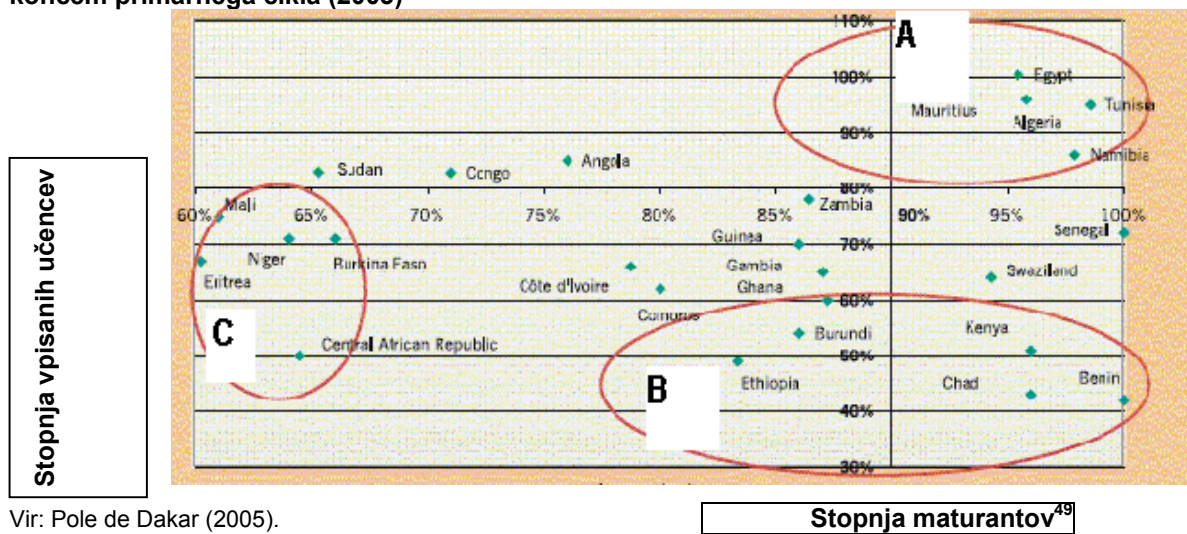 koncem primarnega cikla (2003)
110%
A
100%
Egypt
Mauritius
Tunisia
Algeria
90%
Namibia
Sudan
Congo
Angola
80%
Mali
Zambia
60%
65%
70%
75%
80%
85%
90%
95%
100%
Senegal
Guinea
70%
Niger
Burkina Faso
Gambia
Swaziland
Eritrea
Côte d'Ivoire
Ghana
60%
Comoros
C
Burundi
Kenya
Central African Republic
50%
Ethiopia
Chad
Benin
B
40%
30%
Stopnja vpisanih učencev
Vir: Pole de Dakar (2005).
Stopnja maturantov49